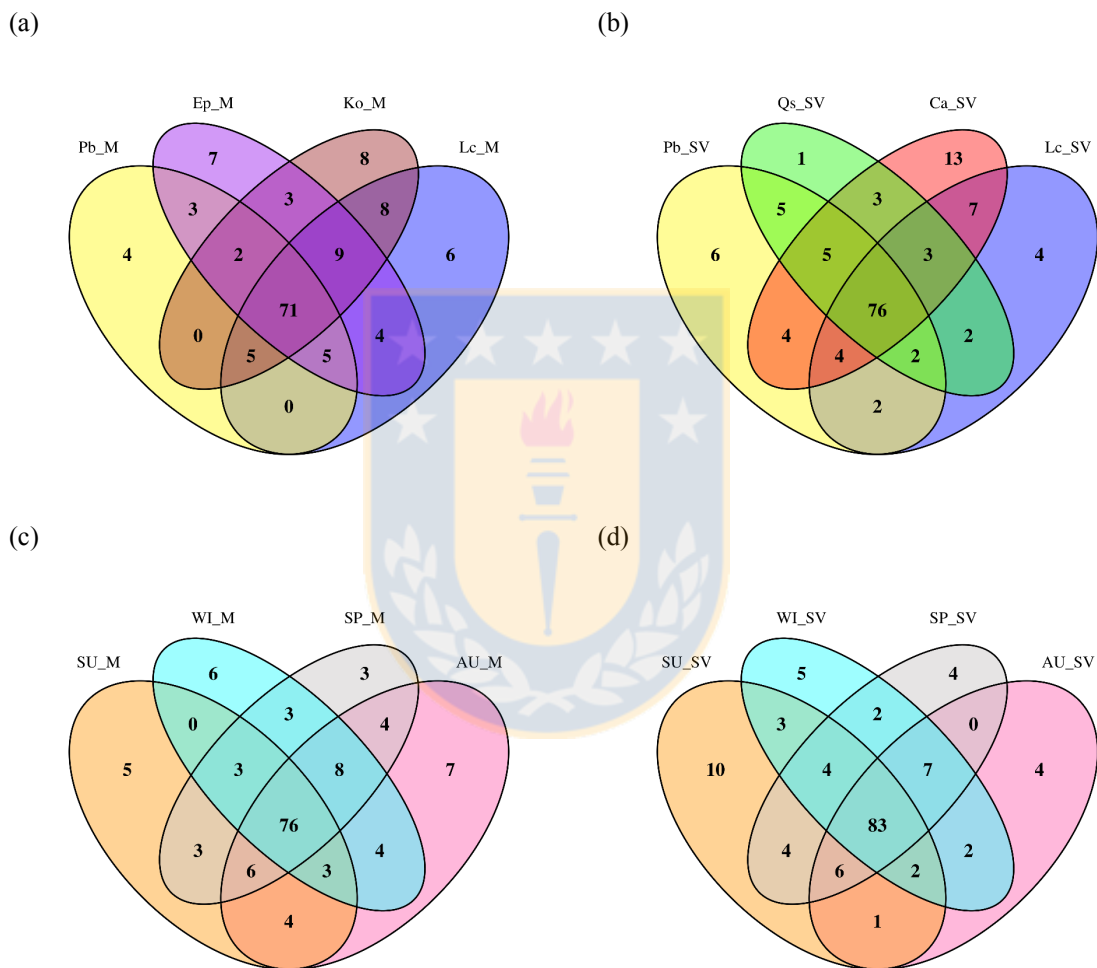 (a)
(b)
Ep_M Ko_M
Pb_M Lc_M
7 8
3 3 8
4 2 9 6
71
0 5 5 4
0
Qs_SV Ca_SV
Pb_SV Lc_SV
1 13
5 3 7
6 5 3 4
76
4 4 2 2
2
(c)
(d)
WI_M SP_M
SU_M AU_M
6 3
0 3 4
5 3 8 7
76
3 6 3 4
4
WI_SV SP_SV
SU_SV AU_SV
5 4
3 2 0
10 4 7 4
83
4 6 2 2
1